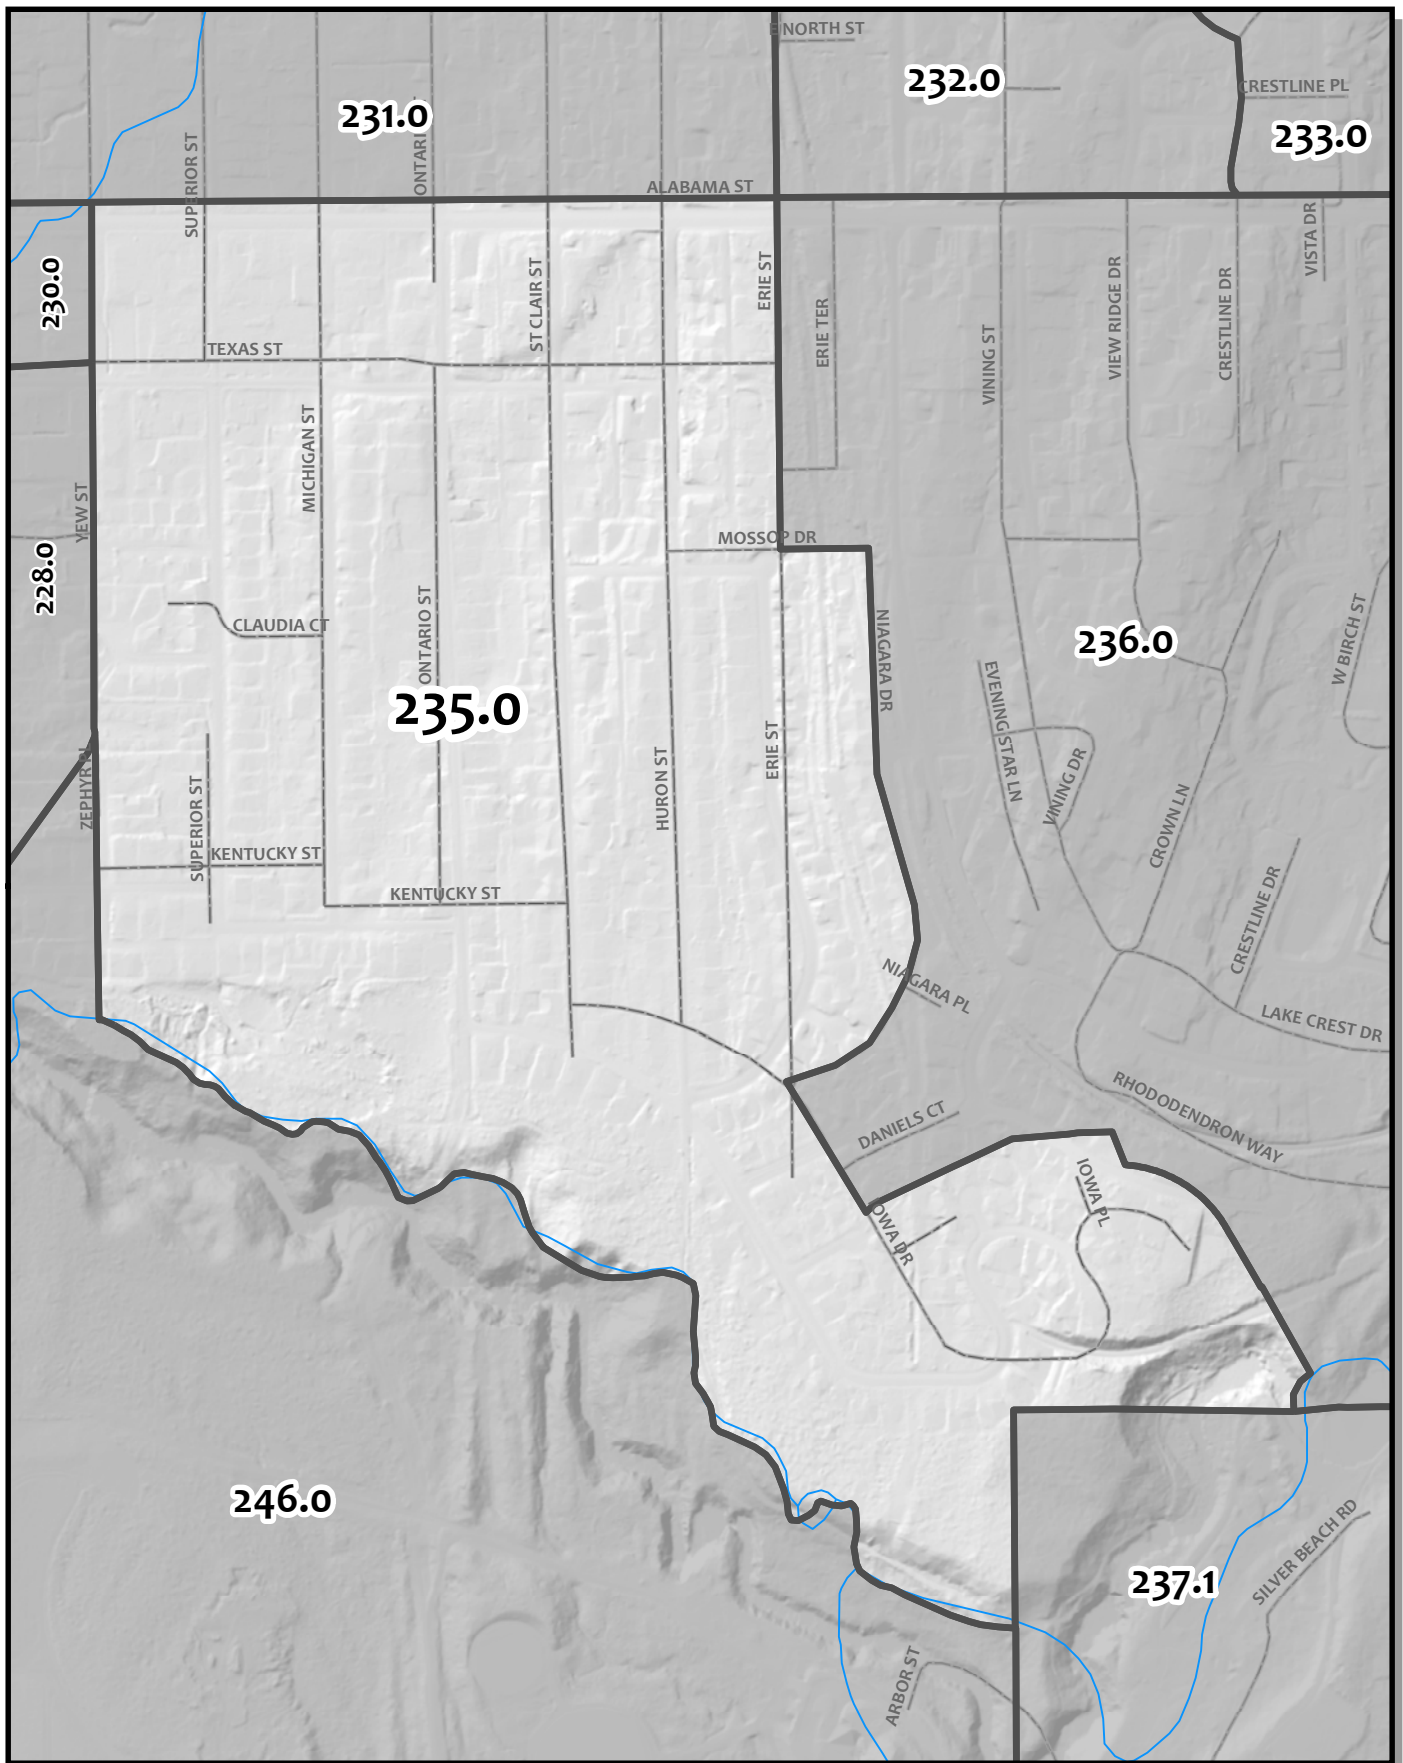 E NORTH ST
232.0
CRESTLINE PL
231.0
233.0
SUPERIOR ST
ONTARI
ALABAMA ST
VISTA DR
230.0
ERIE ST
ST CLAIR ST
VIEW RIDGE DR
CRESTLINE DR
ERIE TER
VINING ST
TEXAS ST
MICHIGAN ST
YEW ST
MOSSOP DR
228.0
CLAUDIA CT
ONTARIO ST
NIAGARA DR
236.0
W BIRCH ST
EVENING STAR LN
235.0
ZEPHYR PL
ERIE ST
HURON ST
VINING DR
SUPERIOR ST
CROWN LN
KENTUCKY ST
KENTUCKY ST
CRESTLINE DR
NIAGARA PL
LAKE CREST DR
RHODODENDRON WAY
DANIELS CT
IOWA PL
IOWA DR
246.0
SILVER BEACH RD
237.1
ARBOR ST